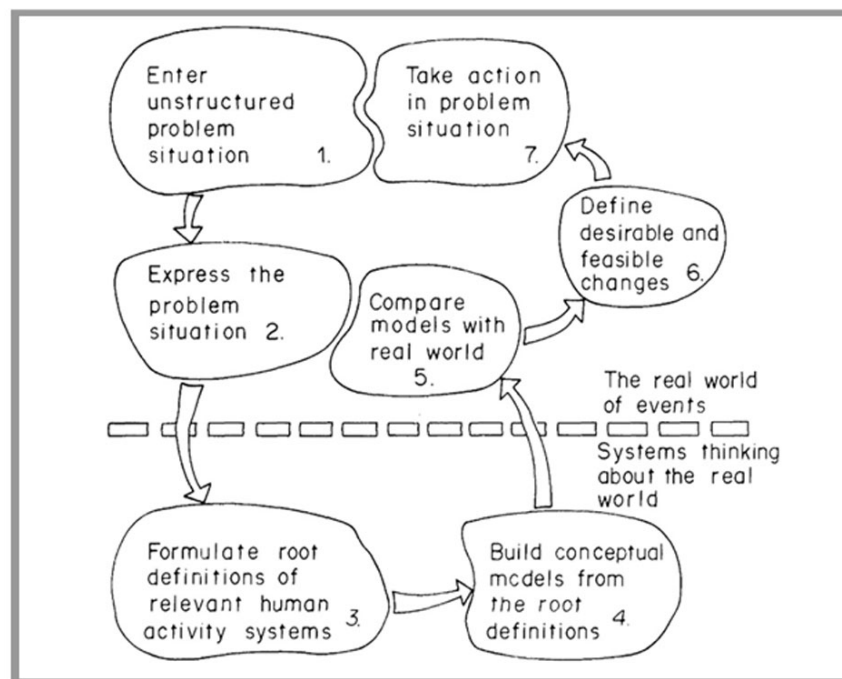 Enter
unstructured
problem
situation 1.
Take action
in problem
situation
7.
Define
desirable and
feasible
changes 6.
Express the
problem
situation 2.
Compare
models with
real world
5.
The real world
of events
Systems thinking
about the real
world
Formulate root
definitions of
relevant human
activity systems 3.
Build conceptual
models from
the root
definitions 4.